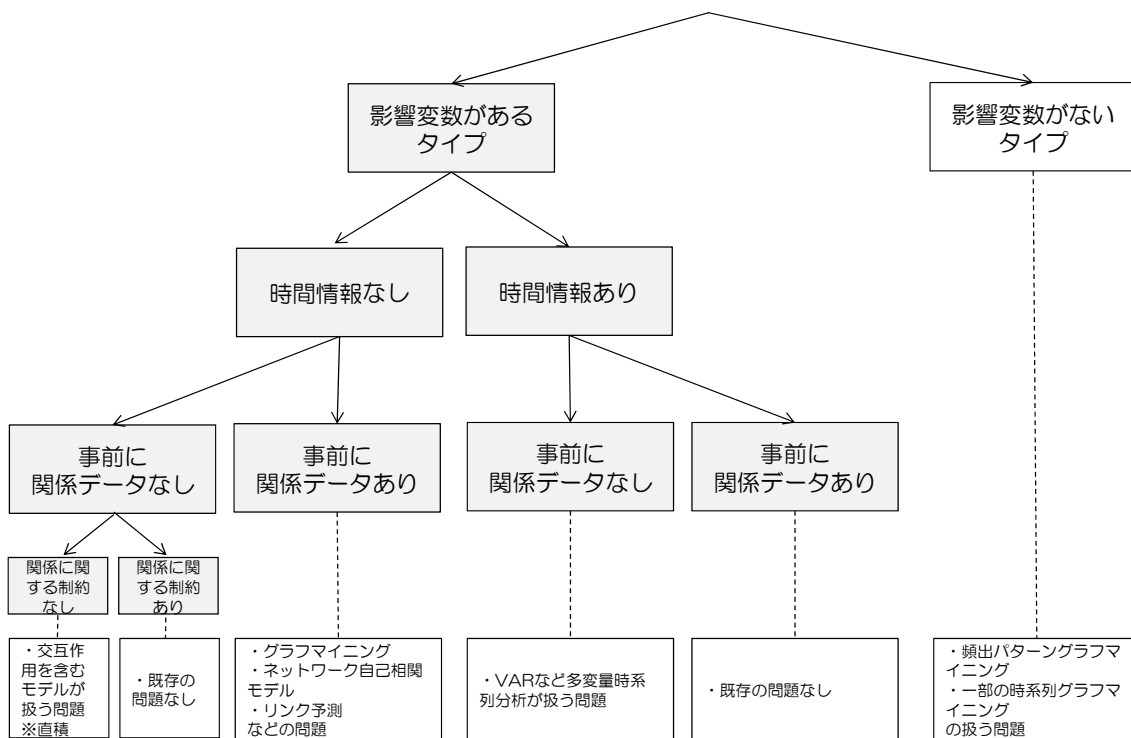 影響変数がある
タイプ
影響変数がない
タイプ
時間情報なし
時間情報あり
事前に
関係データなし
事前に
関係データあり
事前に
関係データなし
事前に
関係データあり
関係に関
する制約
なし
関係に関
する制約
あり
・交互作
用を含む
モデルが
扱う問題
※直積
・既存の
問題なし
・グラフマイニング
・ネットワーク自己相関
モデル
・リンク予測
などの問題
・VARなど多変量時系
列分析が扱う問題
・既存の問題なし
・頻出パターングラフマ
イニング
・一部の時系列グラフマ
イニング
の扱う問題